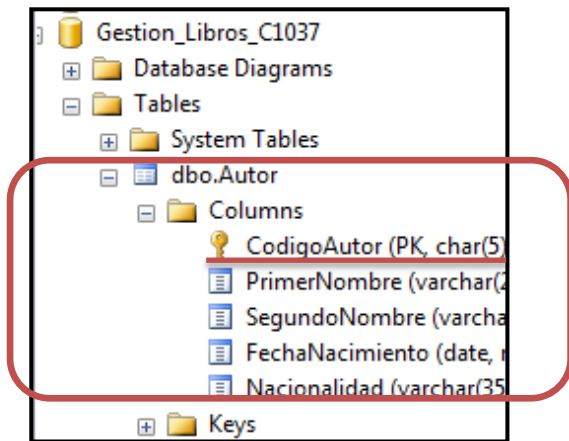 Gestion_Libros_C1037
Database Diagrams
Tables
System Tables
dbo.Autor
Columns
CodigoAutor (PK, char(5)
PrimerNombre (varchar(2
SegundoNombre (varcha
FechaNacimiento (date, 
Nacionalidad (varchar(35
Keys